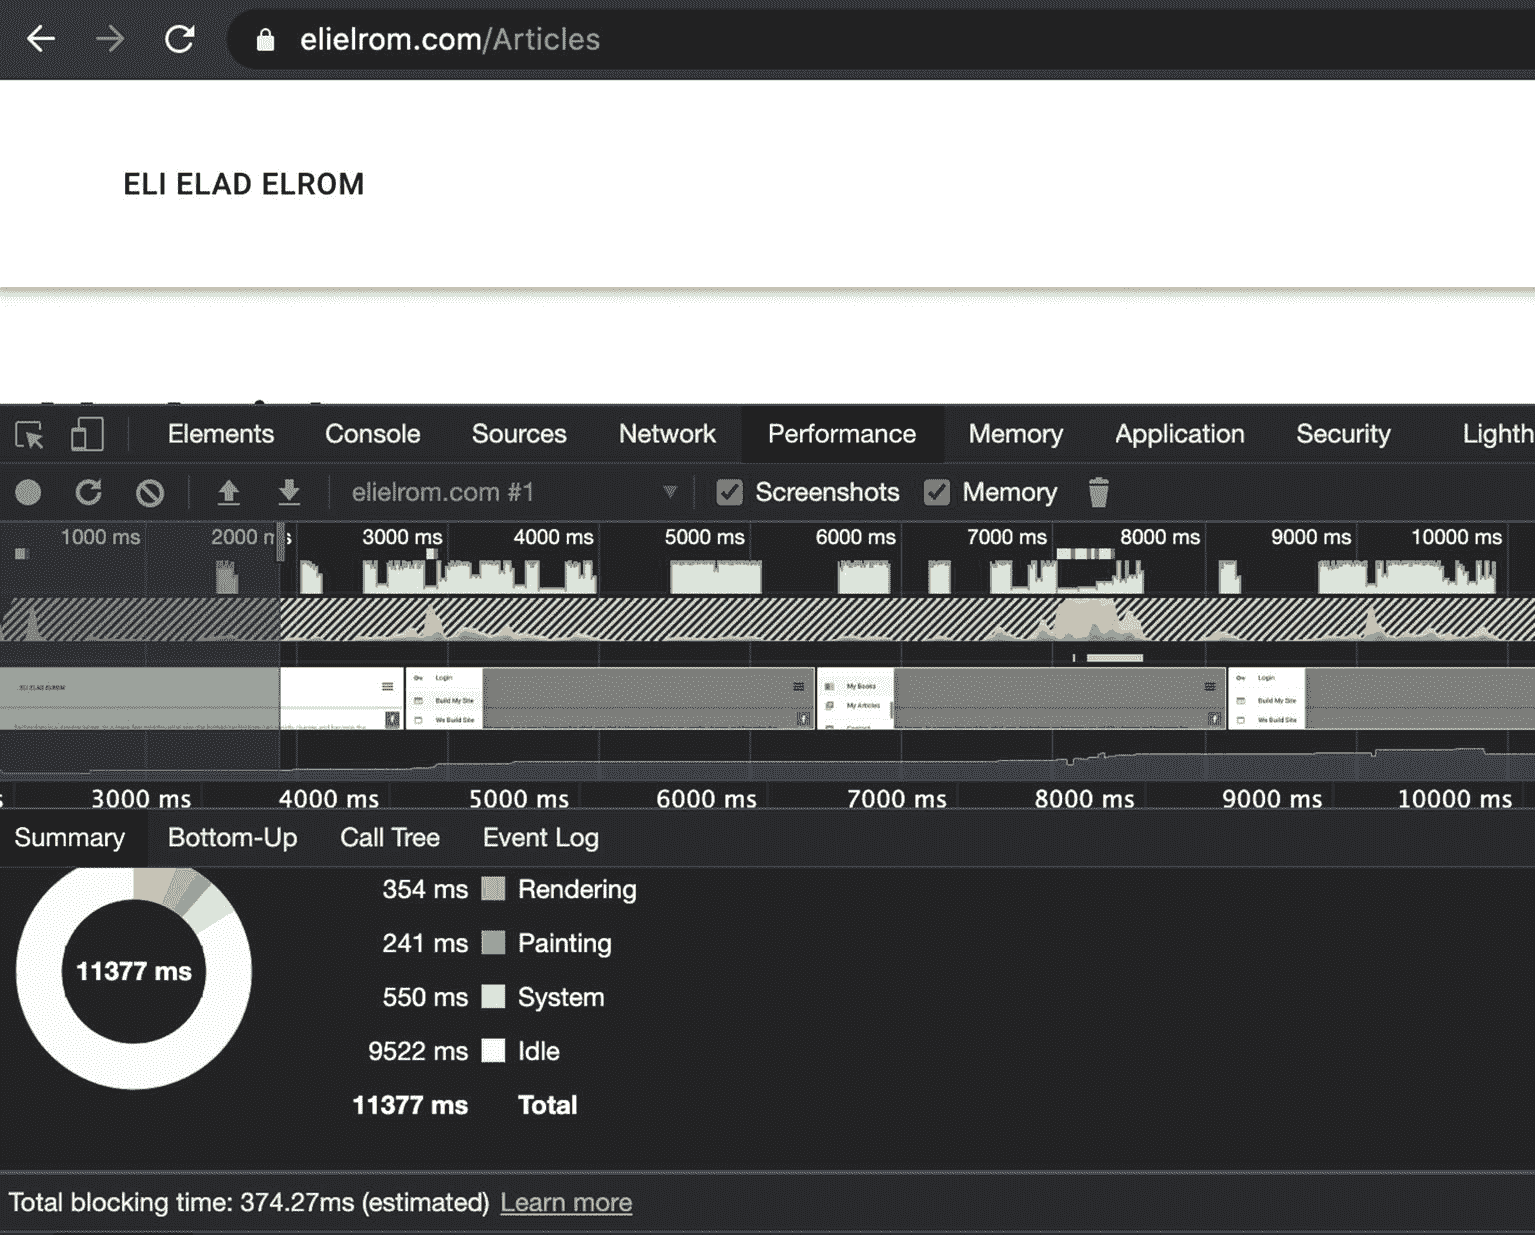 elielrom.com/Articles
ELI ELAD ELROM
Elements Console Sources Network Performance Memory Application Security Lighth
elielrom.com #1 Screenshots Memory
1000 ms 2000 ms 3000 ms 4000 ms 5000 ms 6000 ms 7000 ms 8000 ms 9000 ms 10000 ms
ELI ELAD ELROM
Login
Build My Site
We Build Site
My Books
My Articles
Login
Build My Site
We Build Site
s 3000 ms 4000 ms 5000 ms 6000 ms 7000 ms 8000 ms 9000 ms 10000 ms
Summary Bottom-Up Call Tree Event Log
354 ms Rendering
241 ms Painting
11377 ms
550 ms System
9522 ms Idle
11377 ms Total
Total blocking time: 374.27ms (estimated) Learn more